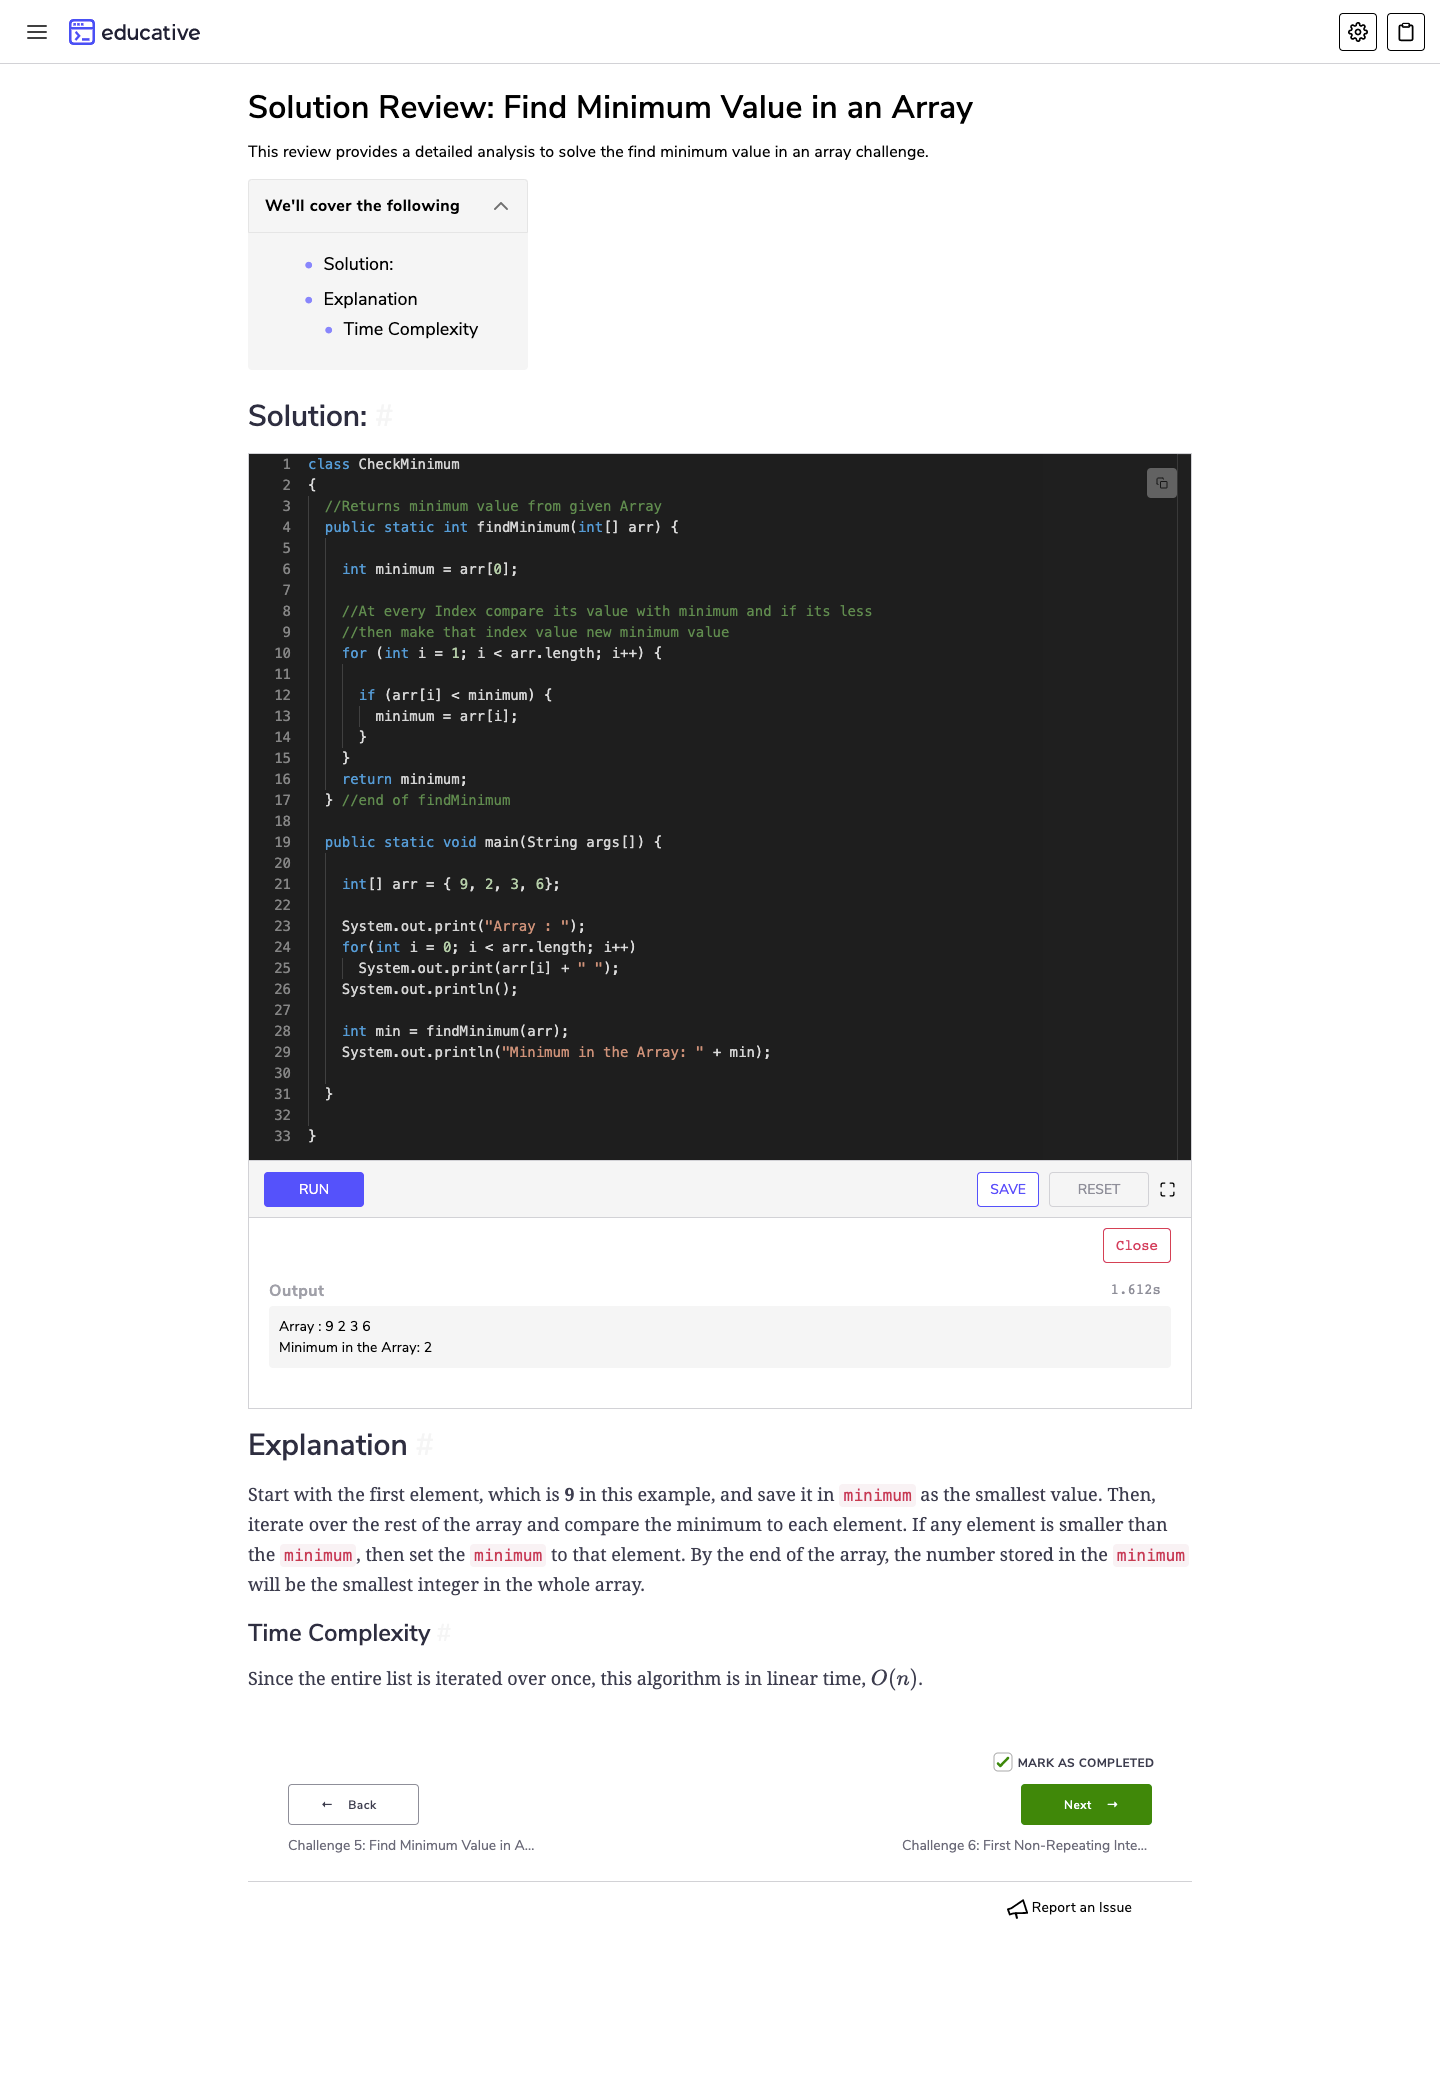 educative
Solution Review: Find Minimum Value in an Array
This review provides a detailed analysis to solve the find minimum value in an array challenge.
We'll cover the following
Solution:
Explanation
Time Complexity
Solution: #
1 class CheckMinimum
2 {
3 //Returns minimum value from given Array
4 public static int findMinimum(int[] arr) {
5
6 int minimum = arr[0];
7
8 //At every Index compare its value with minimum and if its less
9 //then make that index value new minimum value
10 for (int i = 1; i < arr.length; i++) {
11
12 if (arr[i] < minimum) {
13 minimum = arr[i];
14 }
15 }
16 return minimum;
17 } //end of findMinimum
18
19 public static void main(String args[]) {
20
21 int[] arr = { 9, 2, 3, 6};
22
23 System.out.print("Array : ");
24 for(int i = 0; i < arr.length; i++)
25 System.out.print(arr[i] + " ");
26 System.out.println();
27
28 int min = findMinimum(arr);
29 System.out.println("Minimum in the Array: " + min);
30
31 }
32
33 }
RUN SAVE RESET
Close
Output 1.612s
Array : 9 2 3 6
Minimum in the Array: 2
Explanation #
Start with the first element, which is 9 in this example, and save it in minimum as the smallest value. Then,
iterate over the rest of the array and compare the minimum to each element. If any element is smaller than
the minimum, then set the minimum to that element. By the end of the array, the number stored in the minimum
will be the smallest integer in the whole array.
Time Complexity #
Since the entire list is iterated over once, this algorithm is in linear time, O(n).
MARK AS COMPLETED
← Back Next →
Challenge 5: Find Minimum Value in A... Challenge 6: First Non-Repeating Inte...
Report an Issue